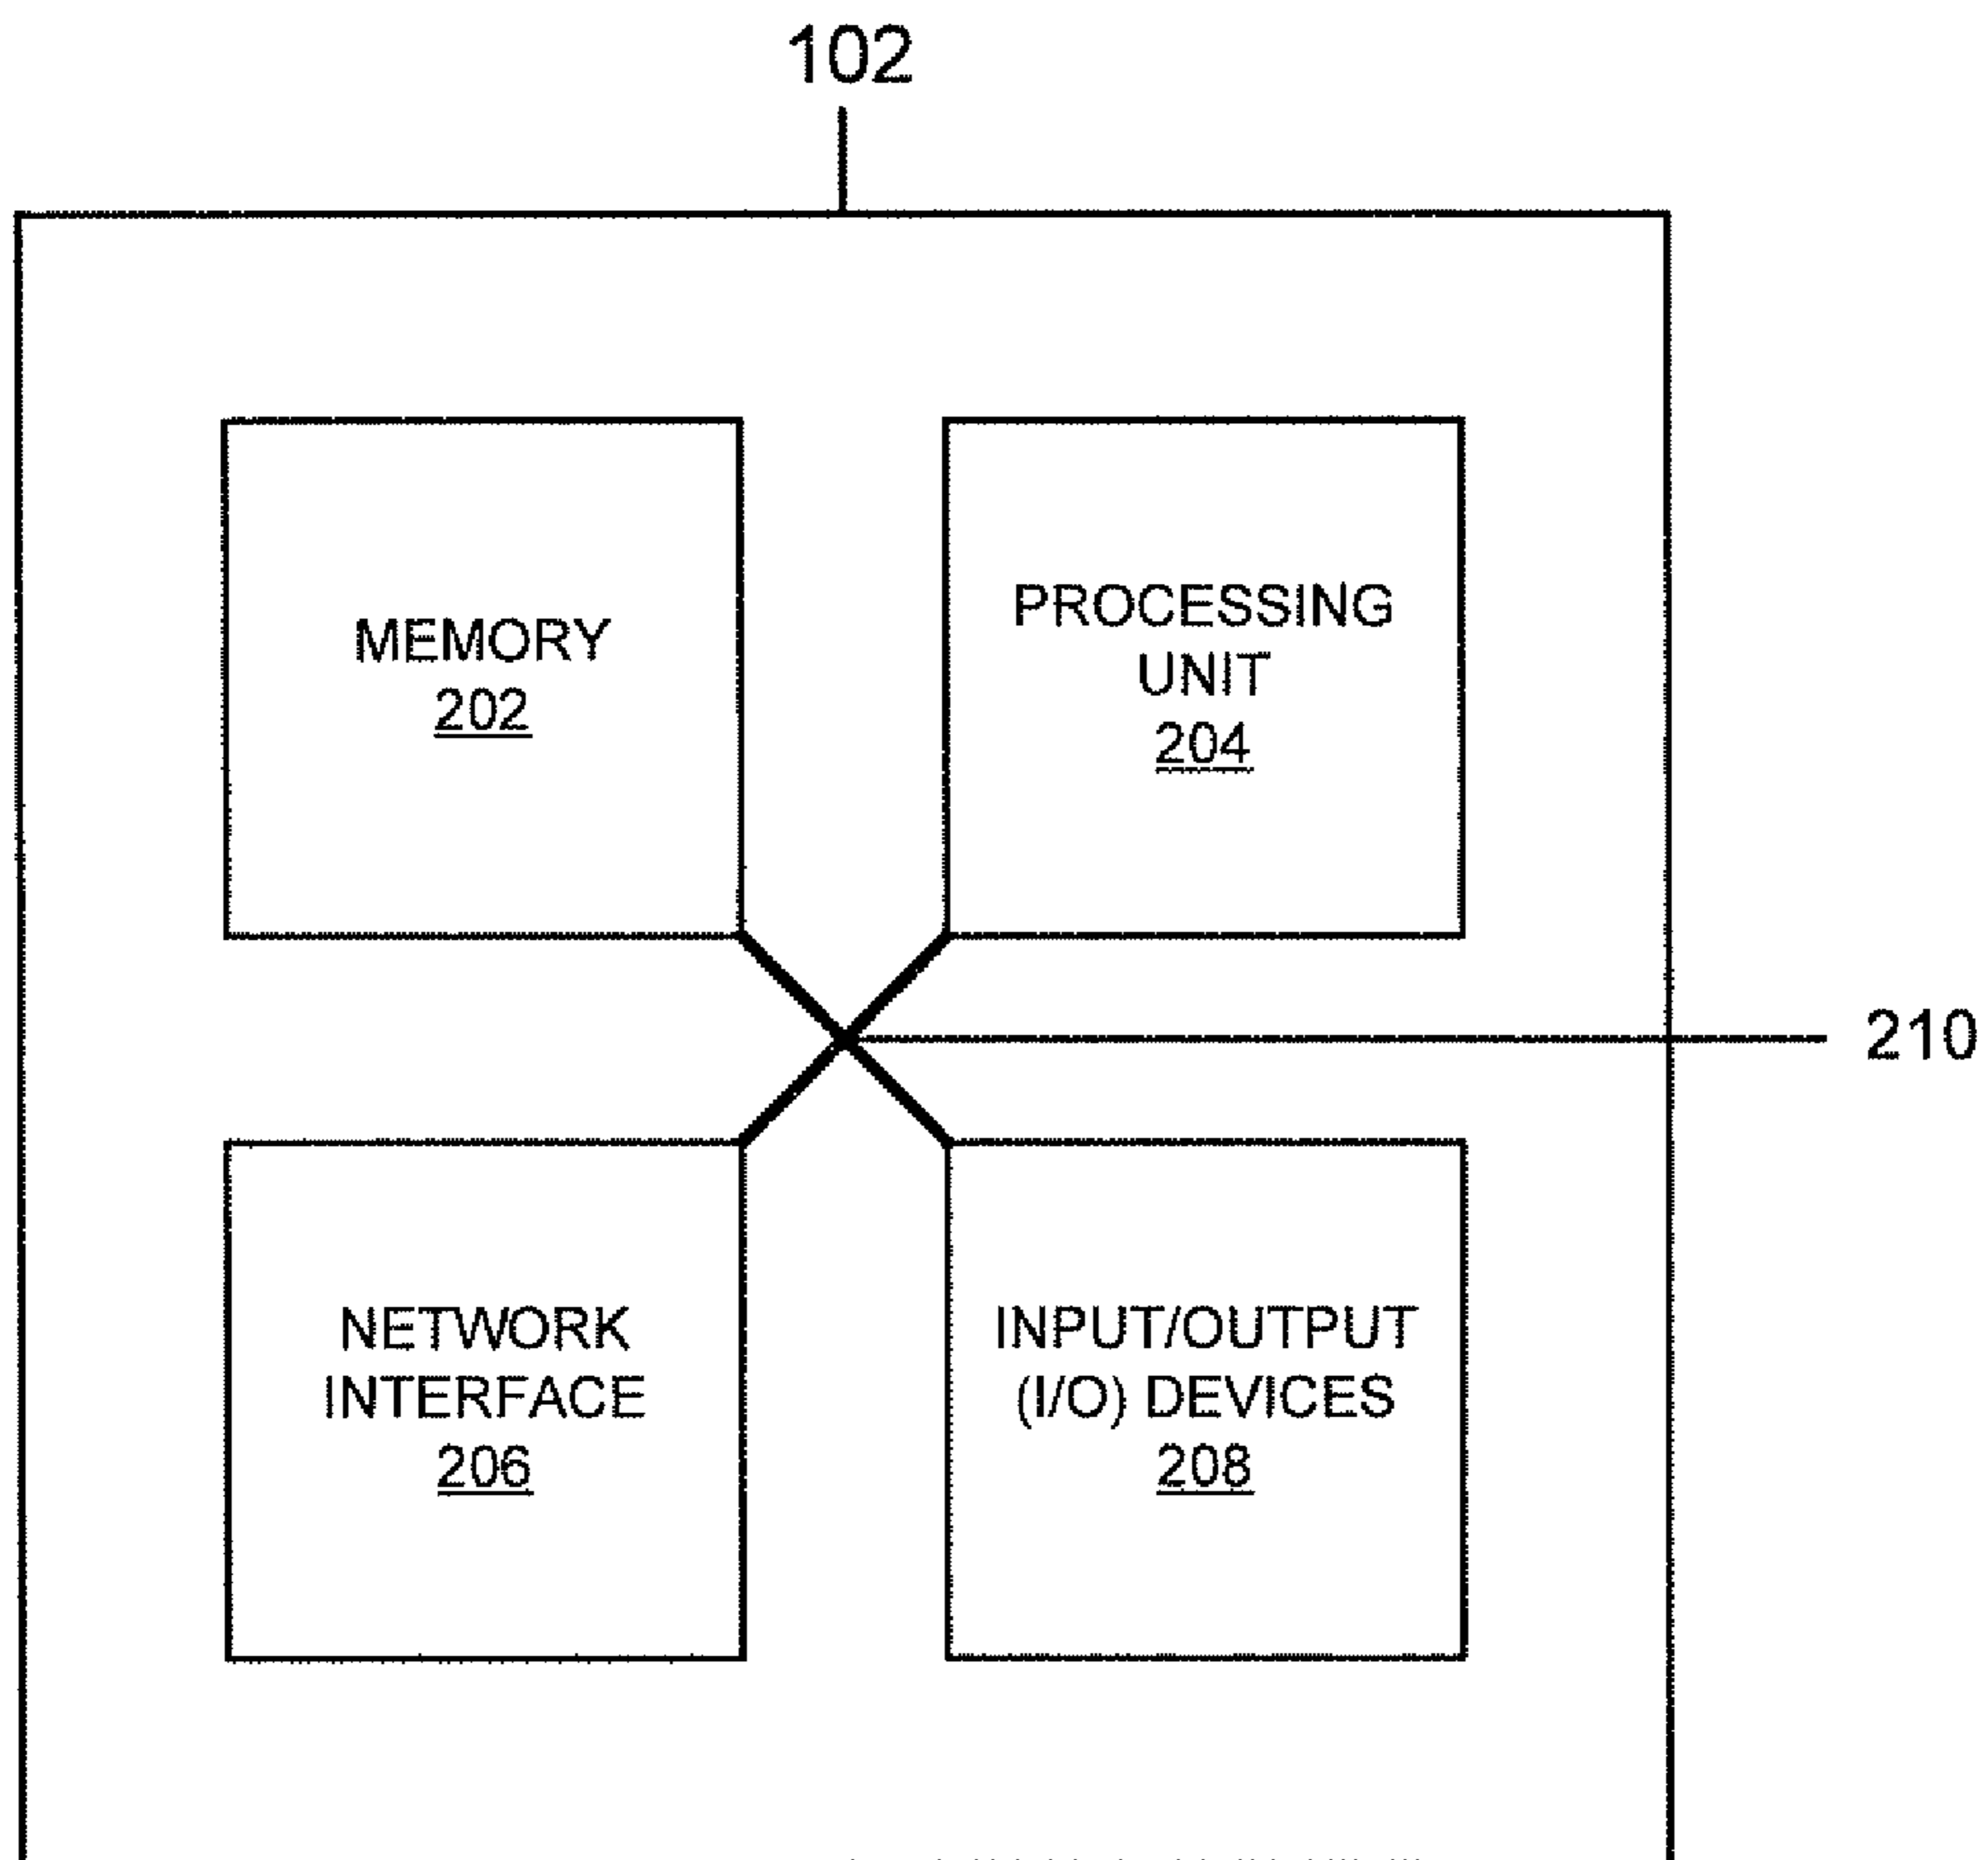 102
MEMORY
202
PROCESSING
UNIT
204
210
NETWORK
INTERFACE
206
INPUT/OUTPUT
(I/O) DEVICES
208